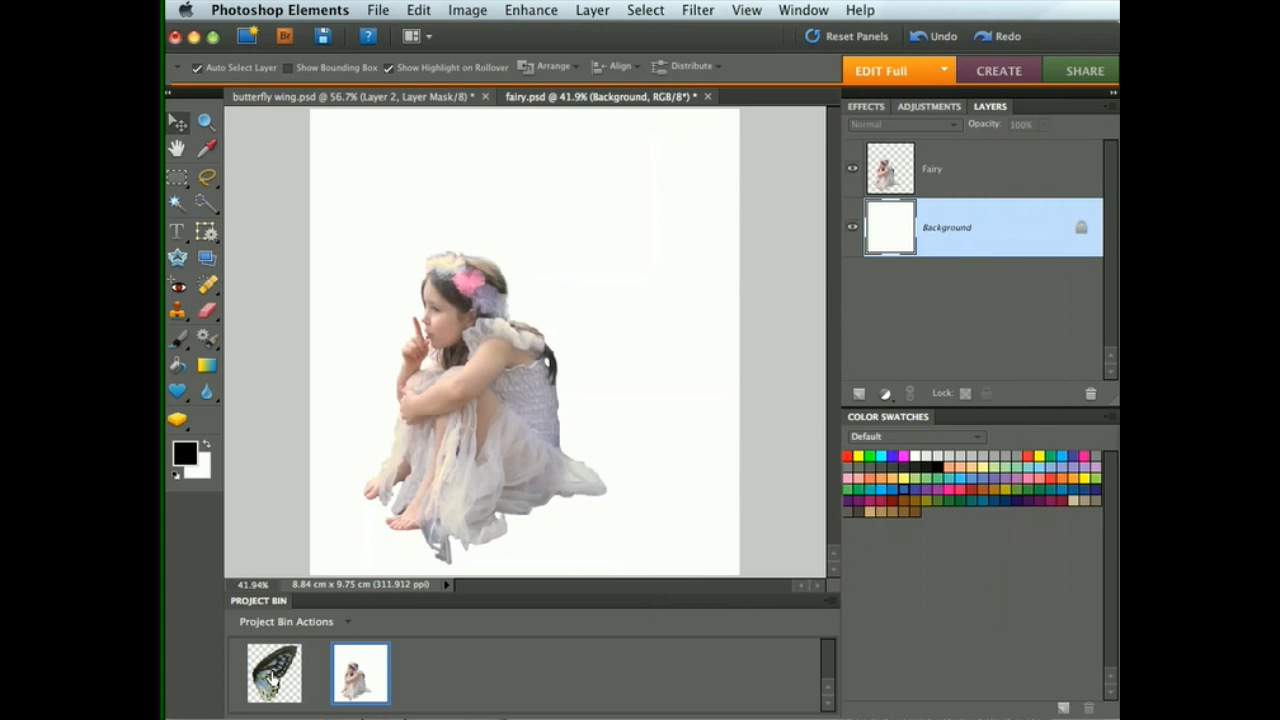 Photoshop Elements File Edit Image Enhance Layer Select Filter View Window Help
Br ? Reset Panels Undo Redo
Auto Select Layer Show Bounding Box Show Highlight on Rollover Arrange Align Distribute EDIT Full CREATE SHARE
butterfly wing.psd @ 56.7% (Layer 2, Layer Mask/8) * fairy.psd @ 41.9% (Background, RGB/8*) *
EFFECTS ADJUSTMENTS LAYERS
Normal Opacity: 100%
Fairy
Background
T
Lock:
COLOR SWATCHES
Default
41.94% 8.84 cm x 9.75 cm (311.912 ppi)
PROJECT BIN
Project Bin Actions